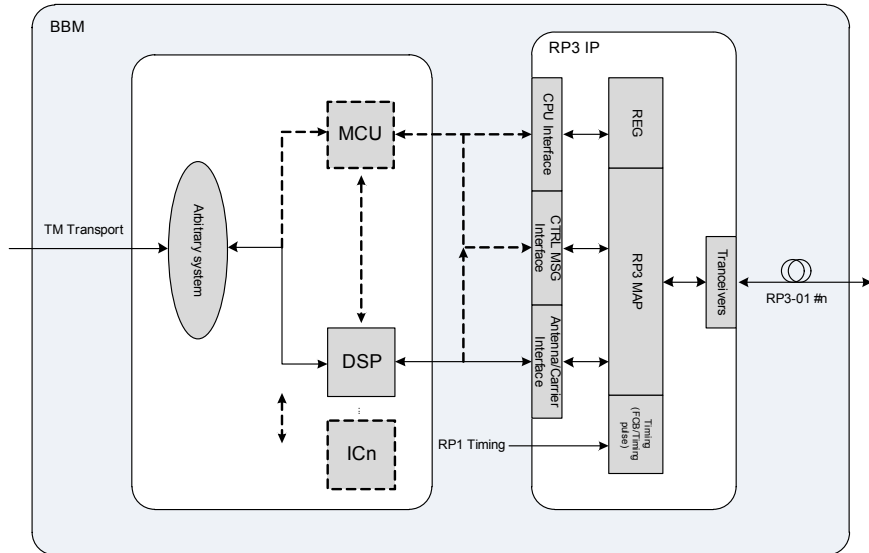 BBM
RP3 IP
MCU
CPU Interface
REG
TM Transport
Arbitrary system
CTRL MSG
Interface
RP3 MAP
Tranceivers
RP3-01 #n
Antenna/Carrier
Interface
DSP
...
ICn
RP1 Timing
Timing
(FCB/Timing
pulse)